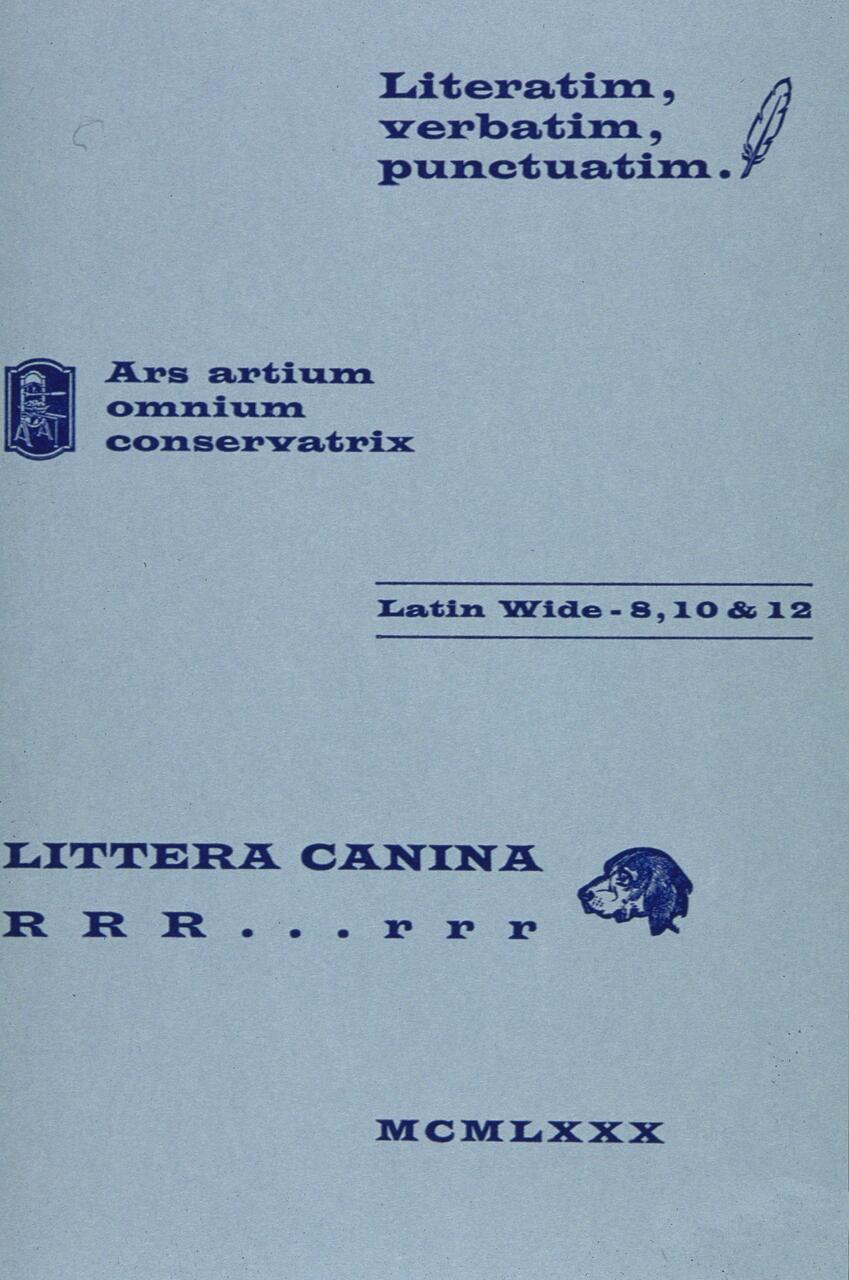 Literatim,
verbatim,
punctuatim.
Ars artium
omnium
conservatrix
Latin Wide - 8, 10 & 12
LITTERA CANINA
R R R . . . r r r
MCMLXXX